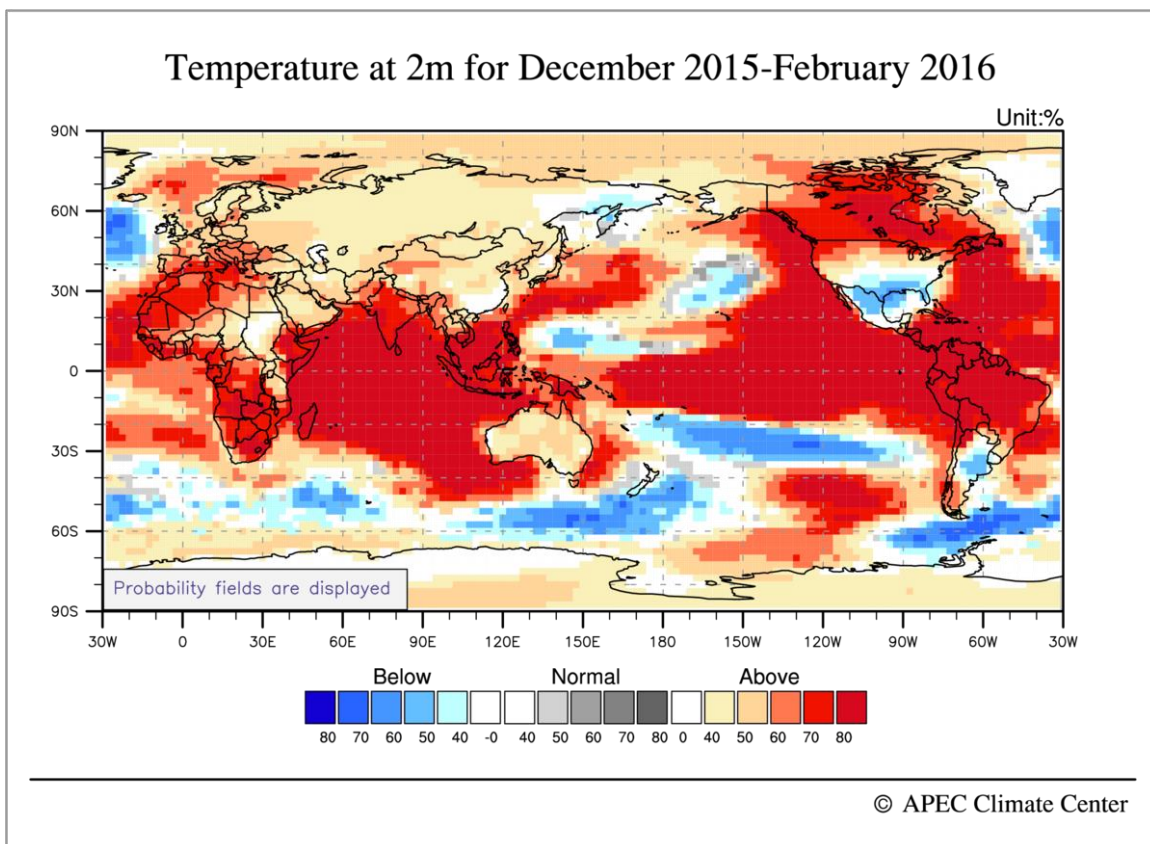 Temperature at 2m for December 2015-February 2016
Unit:%
90N
60N
30N
0
30S
60S
90S
Probability fields are displayed
30W 0 30E 60E 90E 120E 150E 180 150W 120W 90W 60W 30W
Below Normal Above
80 70 60 50 40 -0 40 50 60 70 80 0 40 50 60 70 80
© APEC Climate Center